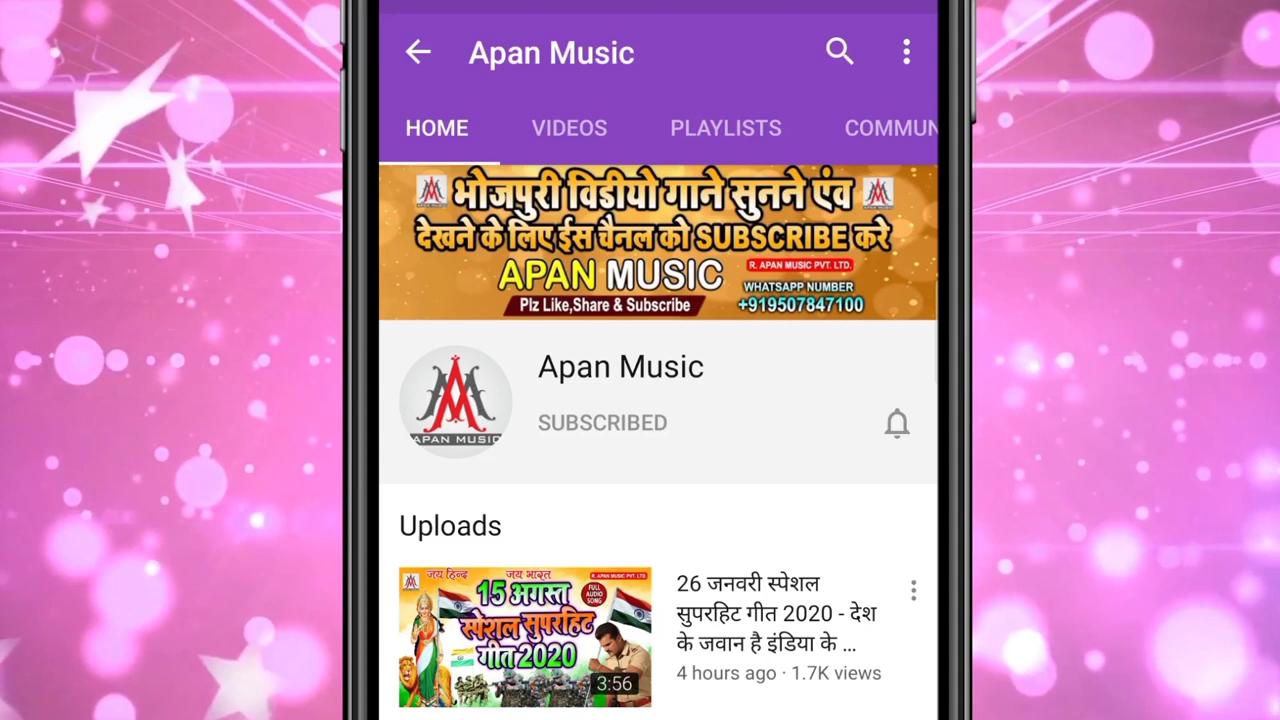 Apan Music
HOME VIDEOS PLAYLISTS COMMUN
भोजपुरी विडीयो गाने सुनने एंव
देखने के लिए ईस चैनल को SUBSCRIBE करे
APAN MUSIC
R. APAN MUSIC PVT. LTD.
WHATSAPP NUMBER
+919507847100
Plz Like,Share & Subscribe
Apan Music
SUBSCRIBED
APAN MUSIC
Uploads
जय हिन्द जय भारत
R. APAN MUSIC PVT. LTD
15 अगस्त
FULL
AUDIO
SONG
स्पेशल सुपरहिट
गीत 2020
3:56
26 जनवरी स्पेशल
सुपरहिट गीत 2020 - देश
के जवान है इंडिया के ...
4 hours ago · 1.7K views